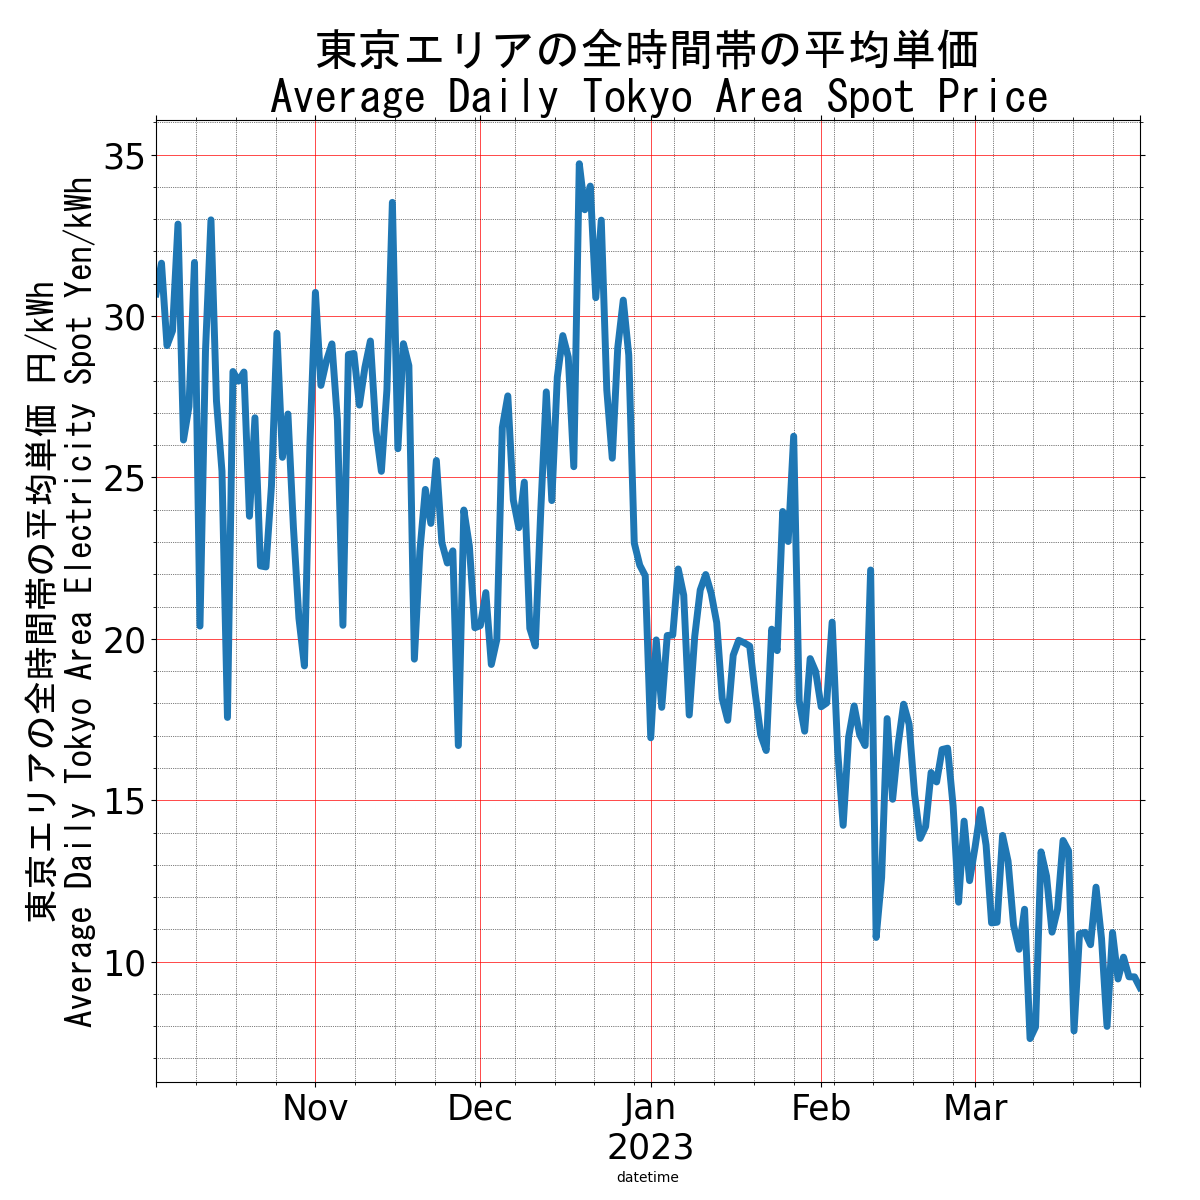 東京エリアの全時間帯の平均単価
Average Daily Tokyo Area Spot Price
東京エリアの全時間帯の平均単価 円/kWh
Average Daily Tokyo Area Electricity Spot Yen/kWh
35
30
25
20
15
10
Nov
Dec
Jan
Feb
Mar
2023
datetime